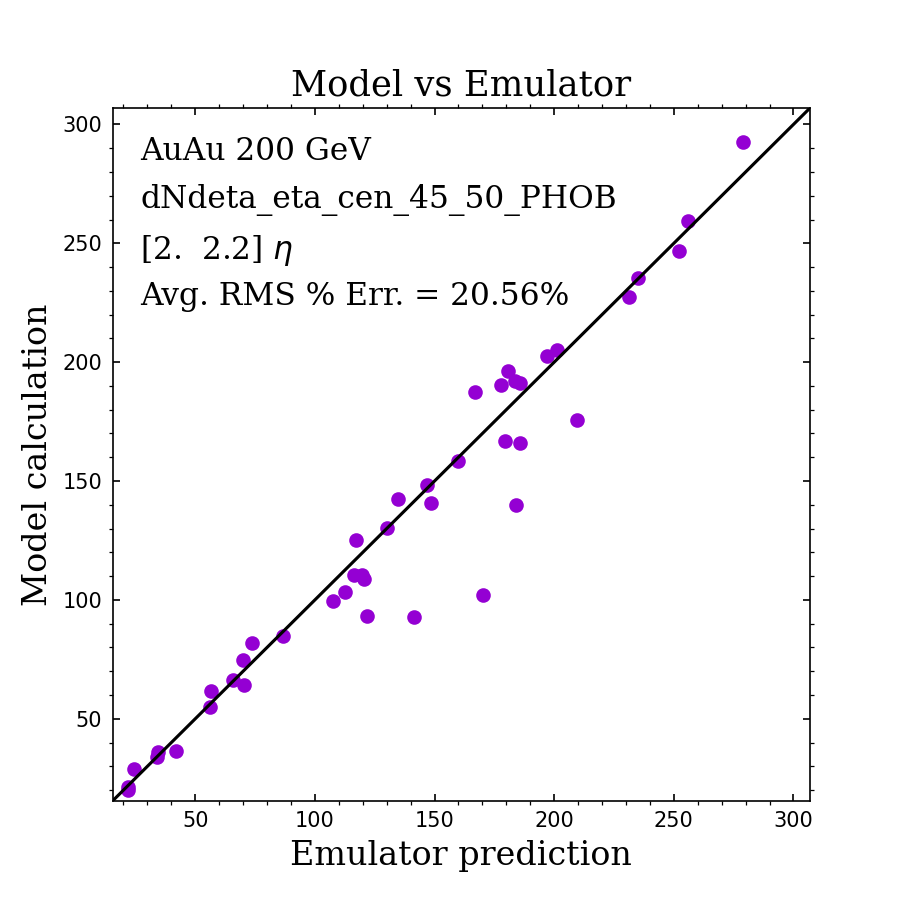 Model vs Emulator
AuAu 200 GeV
dNdeta_eta_cen_45_50_PHOB
[2.  2.2] η
Avg. RMS % Err. = 20.56%
Model calculation
300
250
200
150
100
50
50 100 150 200 250 300
Emulator prediction